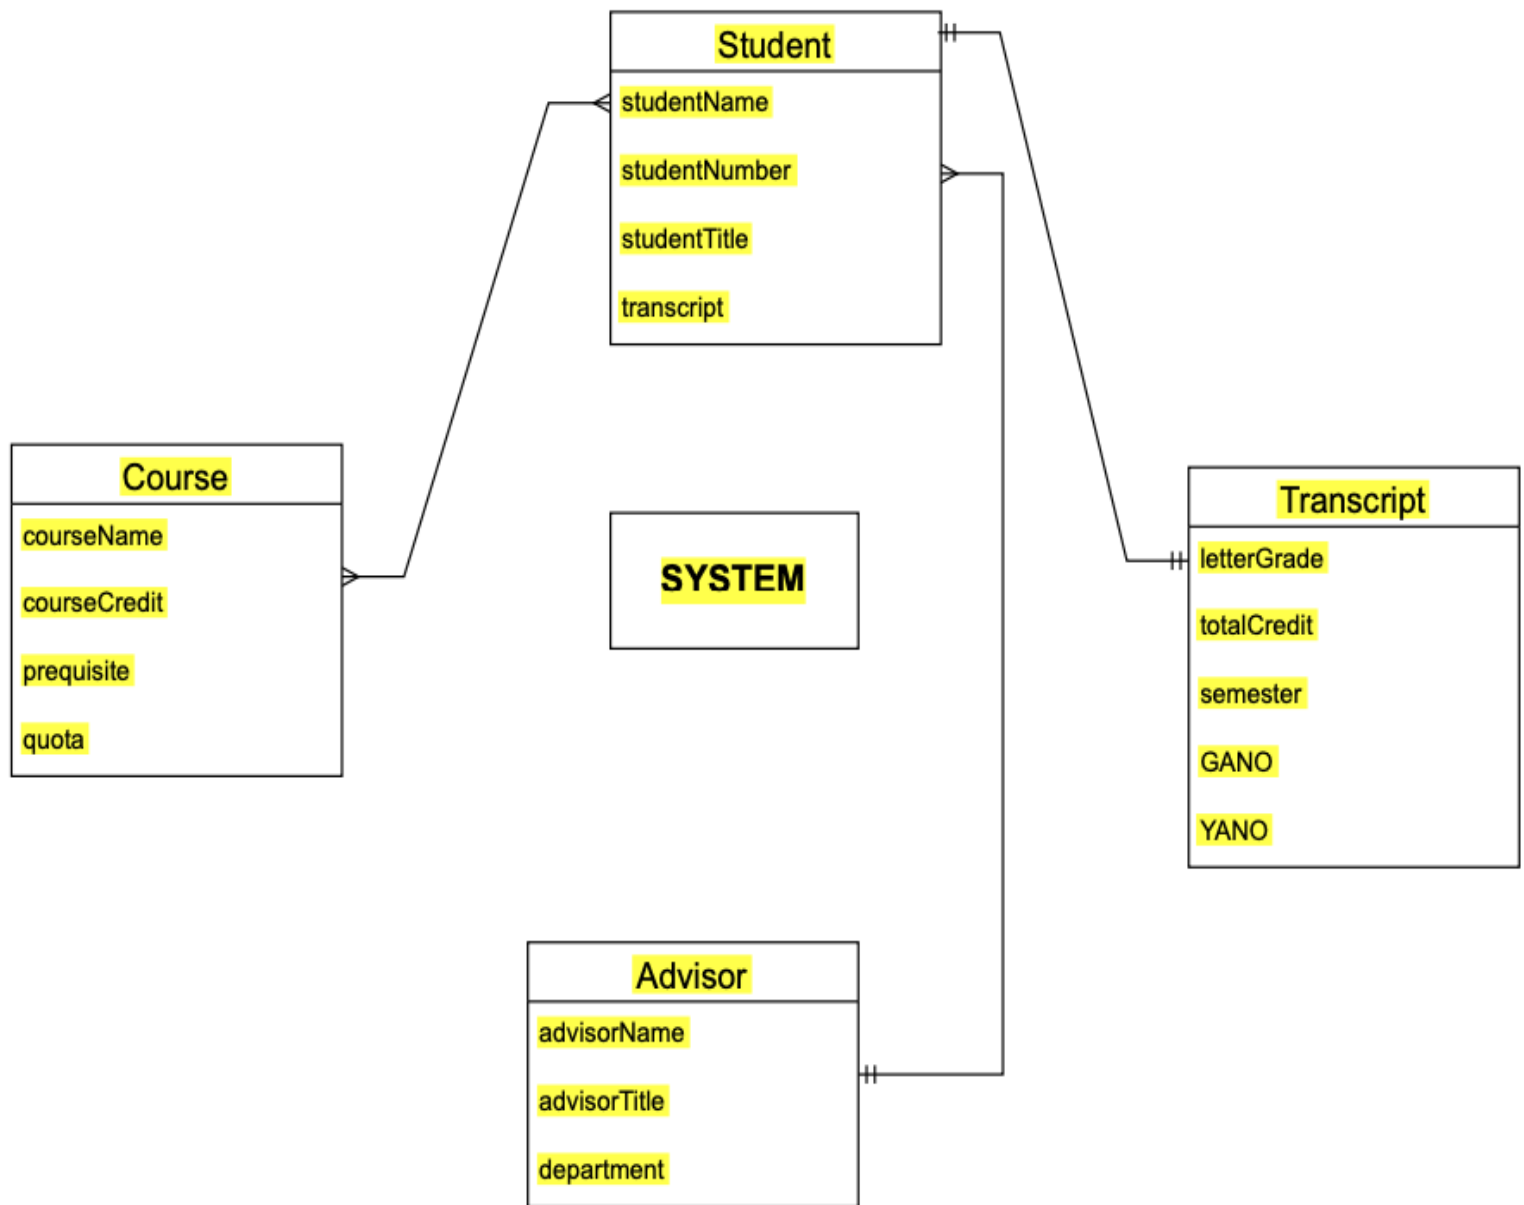 Student
studentName
studentNumber
studentTitle
transcript
Course
courseName
courseCredit
prequisite
quota
SYSTEM
Transcript
letterGrade
totalCredit
semester
GANO
YANO
Advisor
advisorName
advisorTitle
department